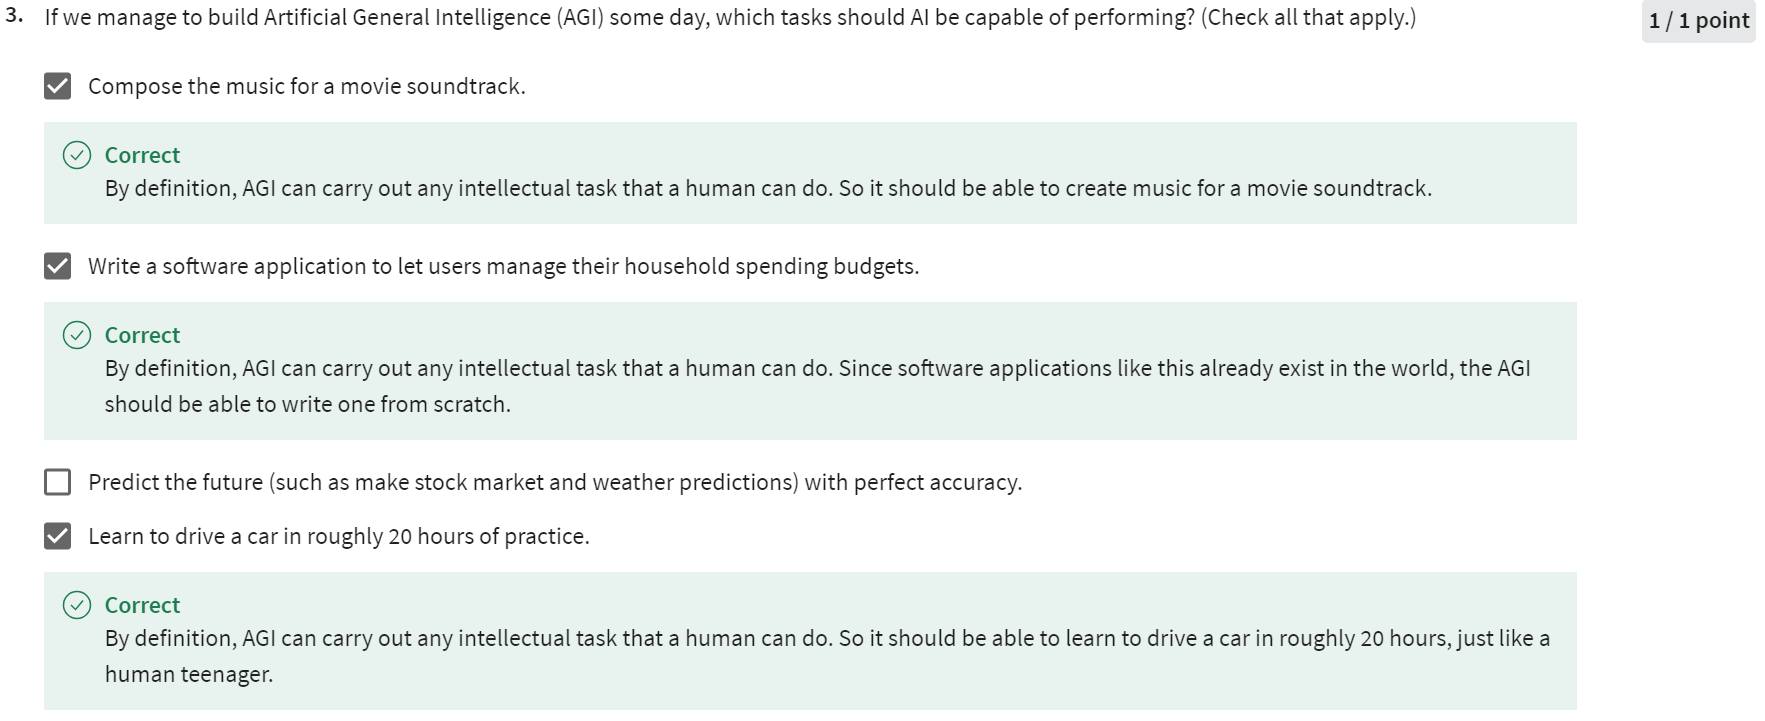 3. If we manage to build Artificial General Intelligence (AGI) some day, which tasks should AI be capable of performing? (Check all that apply.)
1 / 1 point
Compose the music for a movie soundtrack.
Correct
By definition, AGI can carry out any intellectual task that a human can do. So it should be able to create music for a movie soundtrack.
Write a software application to let users manage their household spending budgets.
Correct
By definition, AGI can carry out any intellectual task that a human can do. Since software applications like this already exist in the world, the AGI
should be able to write one from scratch.
Predict the future (such as make stock market and weather predictions) with perfect accuracy.
Learn to drive a car in roughly 20 hours of practice.
Correct
By definition, AGI can carry out any intellectual task that a human can do. So it should be able to learn to drive a car in roughly 20 hours, just like a
human teenager.